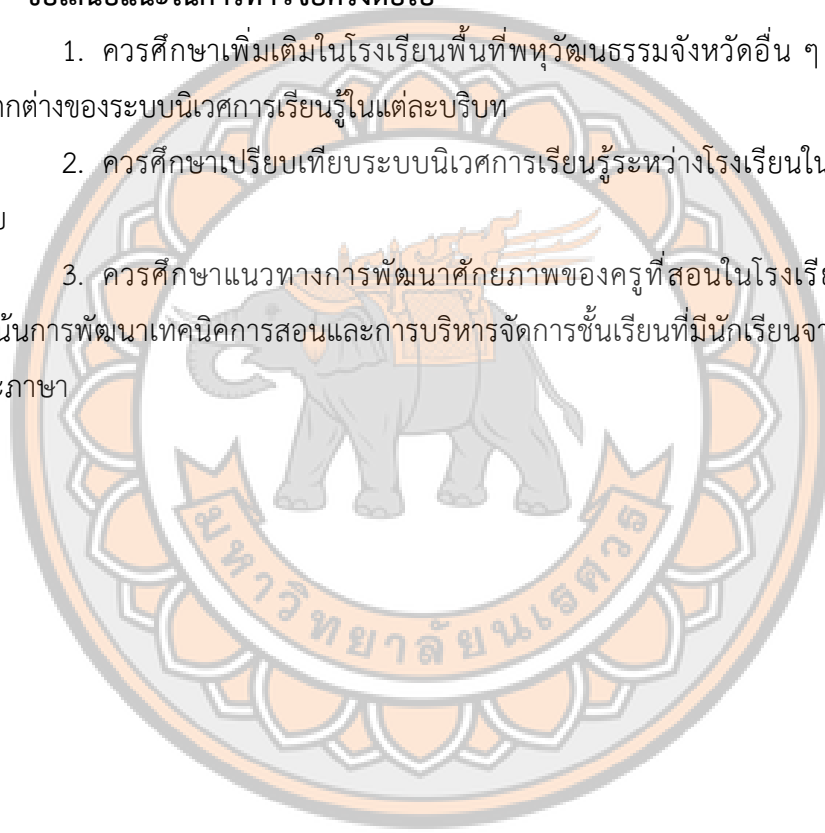 ข้อเสนอแนะในการทำวิจัยครั้งต่อไป
1. ควรศึกษาเพิ่มเติมในโรงเรียนพื้นที่พหุวัฒนธรรมจังหวัดอื่น ๆ
กต่างของระบบนิเวศการเรียนรู้ในแต่ละบริบท
2. ควรศึกษาเปรียบเทียบระบบนิเวศการเรียนรู้ระหว่างโรงเรียนใน
3. ควรศึกษาแนวทางการพัฒนาศักยภาพของครูที่สอนในโรงเรีย
น้นการพัฒนาเทคนิคการสอนและการบริหารจัดการชั้นเรียนที่มีนักเรียนจา
ะภาษา
มหาวิทยาลัยนเรศวร